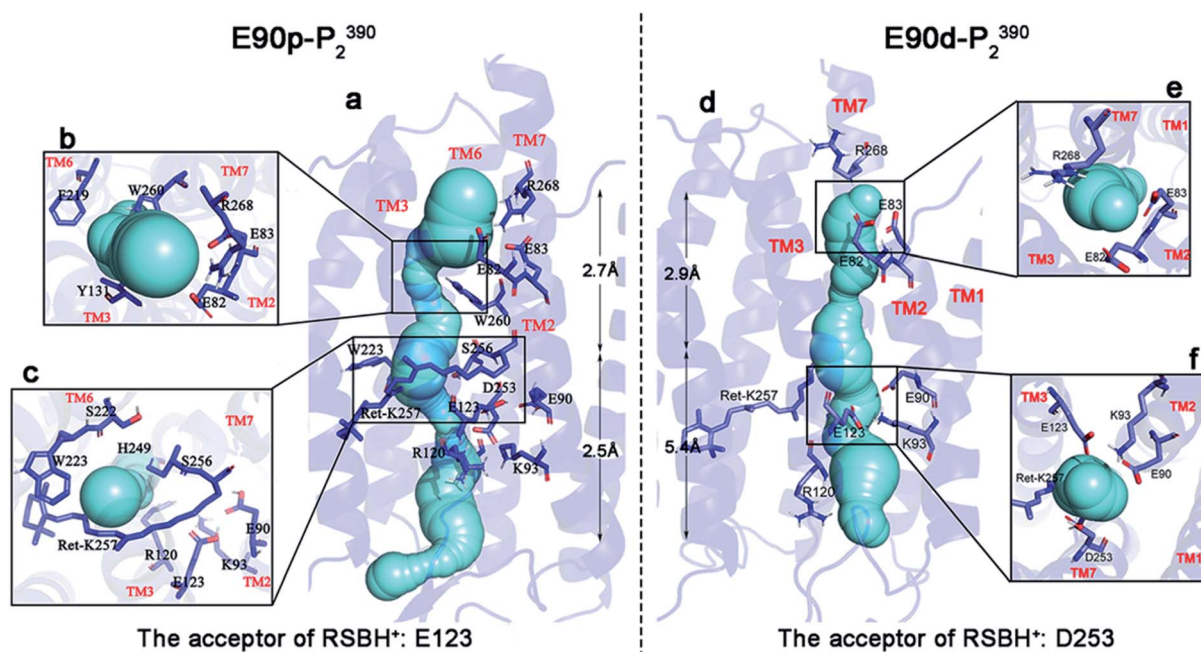 E90p-P₂³⁹⁰
E90d-P₂³⁹⁰
a
TM7
TM6
R268
TM3
E83
E82
W260
TM2
W223
S256
D253
Ret-K257
E123
E90
R120
K93
2.7Å
2.5Å
b
TM6
W260
TM7
F219
R268
E83
Y131
E82
TM2
TM3
c
TM6
S222
TM7
H249
S256
W223
E90
Ret-K257
R120
K93
TM2
TM3
E123
d
TM7
R268
E83
TM3
E82
TM1
TM2
2.9Å
Ret-K257
E90
E123
K93
5.4Å
R120
e
TM7
TM1
R268
E83
TM3
E82
TM2
f
TM3
TM2
E123
K93
Ret-K257
E90
D253
TM7
TM1
The acceptor of RSBH⁺: E123
The acceptor of RSBH⁺: D253